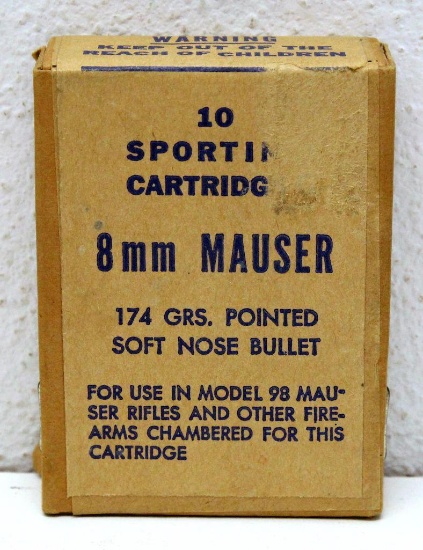 WARNING
KEEP OUT OF THE
REACH OF CHILDREN
10
SPORTIN
CARTRIDG
8mm MAUSER
174 GRS. POINTED
SOFT NOSE BULLET
FOR USE IN MODEL 98 MAU-
SER RIFLES AND OTHER FIRE-
ARMS CHAMBERED FOR THIS
CARTRIDGE